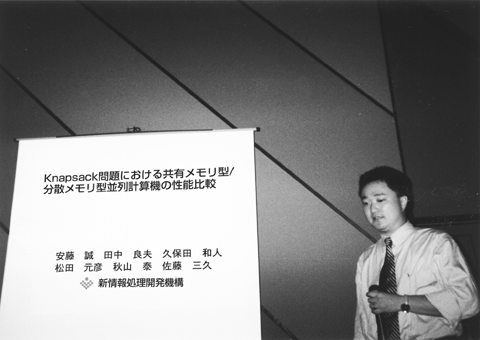 Knapsack問題における共有メモリ型/
分散メモリ型並列計算機の性能比較
安藤 誠 田中 良夫 久保田 和人
松田 元彦 秋山 泰 佐藤 三久
新情報処理開発機構